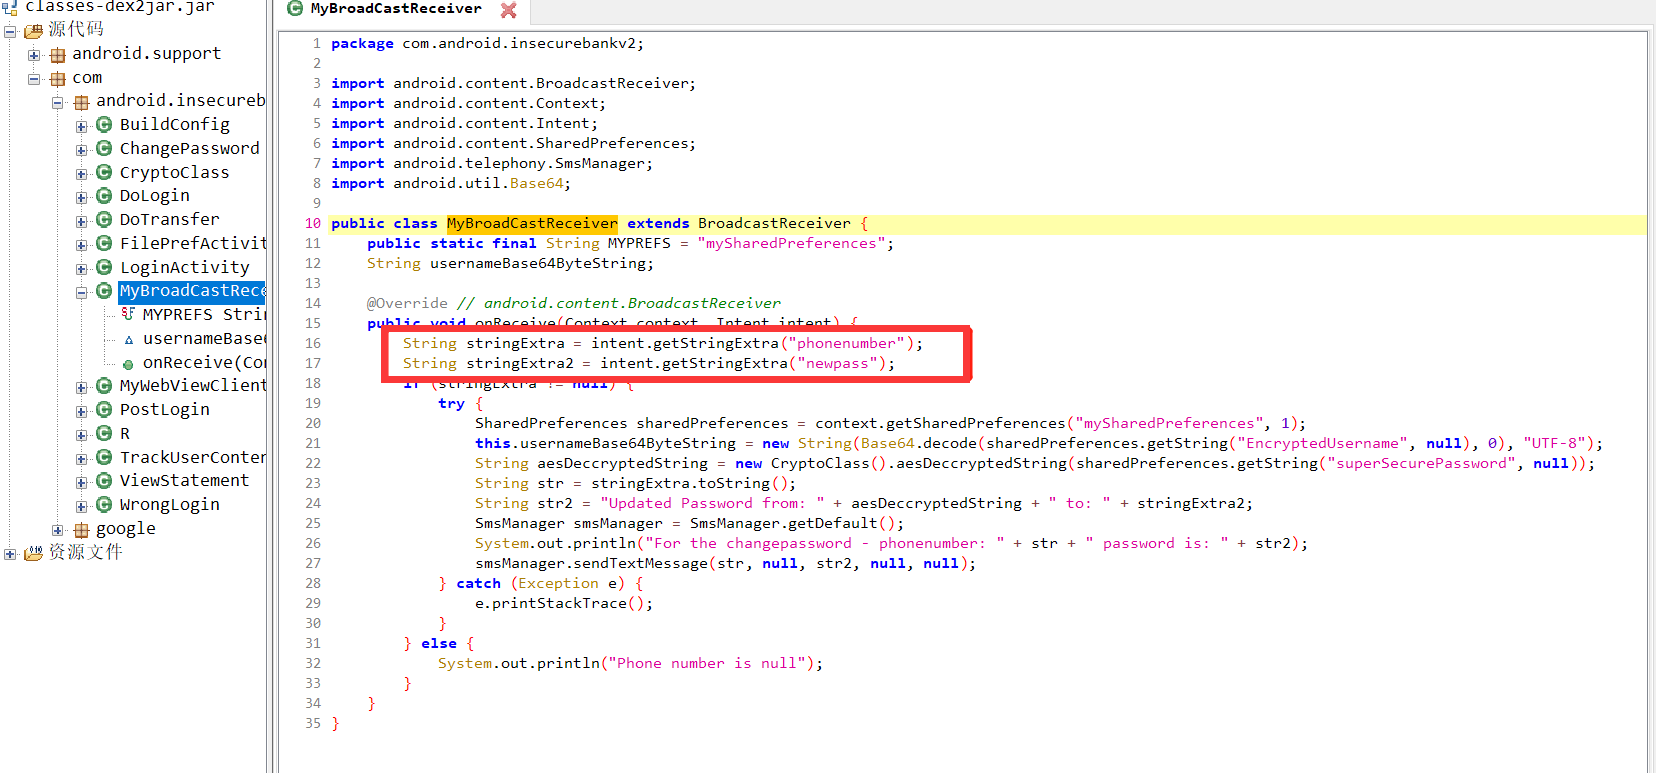 classes-dex2jar.jar
源代码
android.support
com
android.insecureb
BuildConfig
ChangePassword
CryptoClass
DoLogin
DoTransfer
FilePrefActivit
LoginActivity
MyBroadCastRece
MYPREFS Strin
usernameBase6
onReceive(Con
MyWebViewClient
PostLogin
R
TrackUserConten
ViewStatement
WrongLogin
google
资源文件
MyBroadCastReceiver
1 package com.android.insecurebankv2;
2
3 import android.content.BroadcastReceiver;
4 import android.content.Context;
5 import android.content.Intent;
6 import android.content.SharedPreferences;
7 import android.telephony.SmsManager;
8 import android.util.Base64;
9
10 public class MyBroadCastReceiver extends BroadcastReceiver {
11 public static final String MYPREFS = "mySharedPreferences";
12 String usernameBase64ByteString;
13
14 @Override // android.content.BroadcastReceiver
15 public void onReceive(Context context, Intent intent) {
16 String stringExtra = intent.getStringExtra("phonenumber");
17 String stringExtra2 = intent.getStringExtra("newpass");
18 if (stringExtra != null) {
19 try {
20 SharedPreferences sharedPreferences = context.getSharedPreferences("mySharedPreferences", 1);
21 this.usernameBase64ByteString = new String(Base64.decode(sharedPreferences.getString("EncryptedUsername", null), 0), "UTF-8");
22 String aesDeccryptedString = new CryptoClass().aesDeccryptedString(sharedPreferences.getString("superSecurePassword", null));
23 String str = stringExtra.toString();
24 String str2 = "Updated Password from: " + aesDeccryptedString + " to: " + stringExtra2;
25 SmsManager smsManager = SmsManager.getDefault();
26 System.out.println("For the changepassword - phonenumber: " + str + " password is: " + str2);
27 smsManager.sendTextMessage(str, null, str2, null, null);
28 } catch (Exception e) {
29 e.printStackTrace();
30 }
31 } else {
32 System.out.println("Phone number is null");
33 }
34 }
35 }